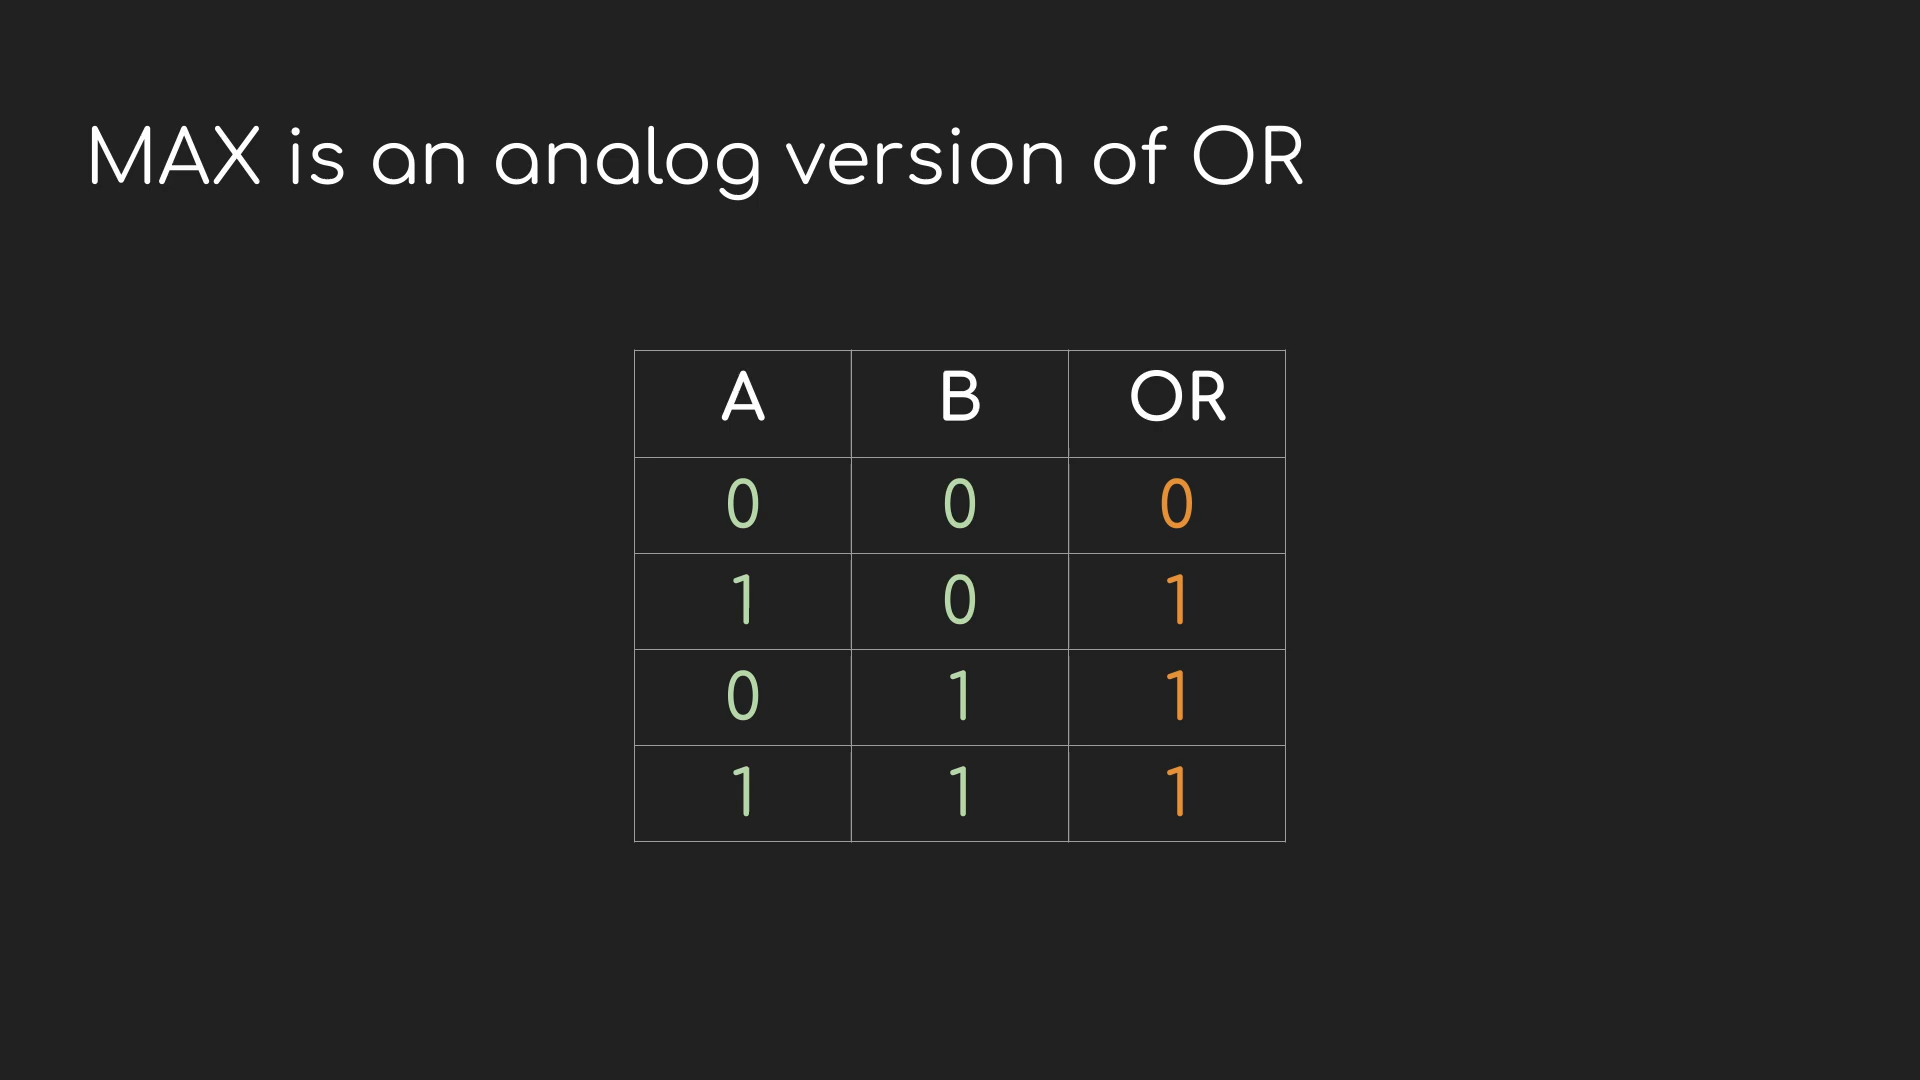 MAX is an analog version of OR
A B OR
0 0 0
1 0 1
0 1 1
1 1 1